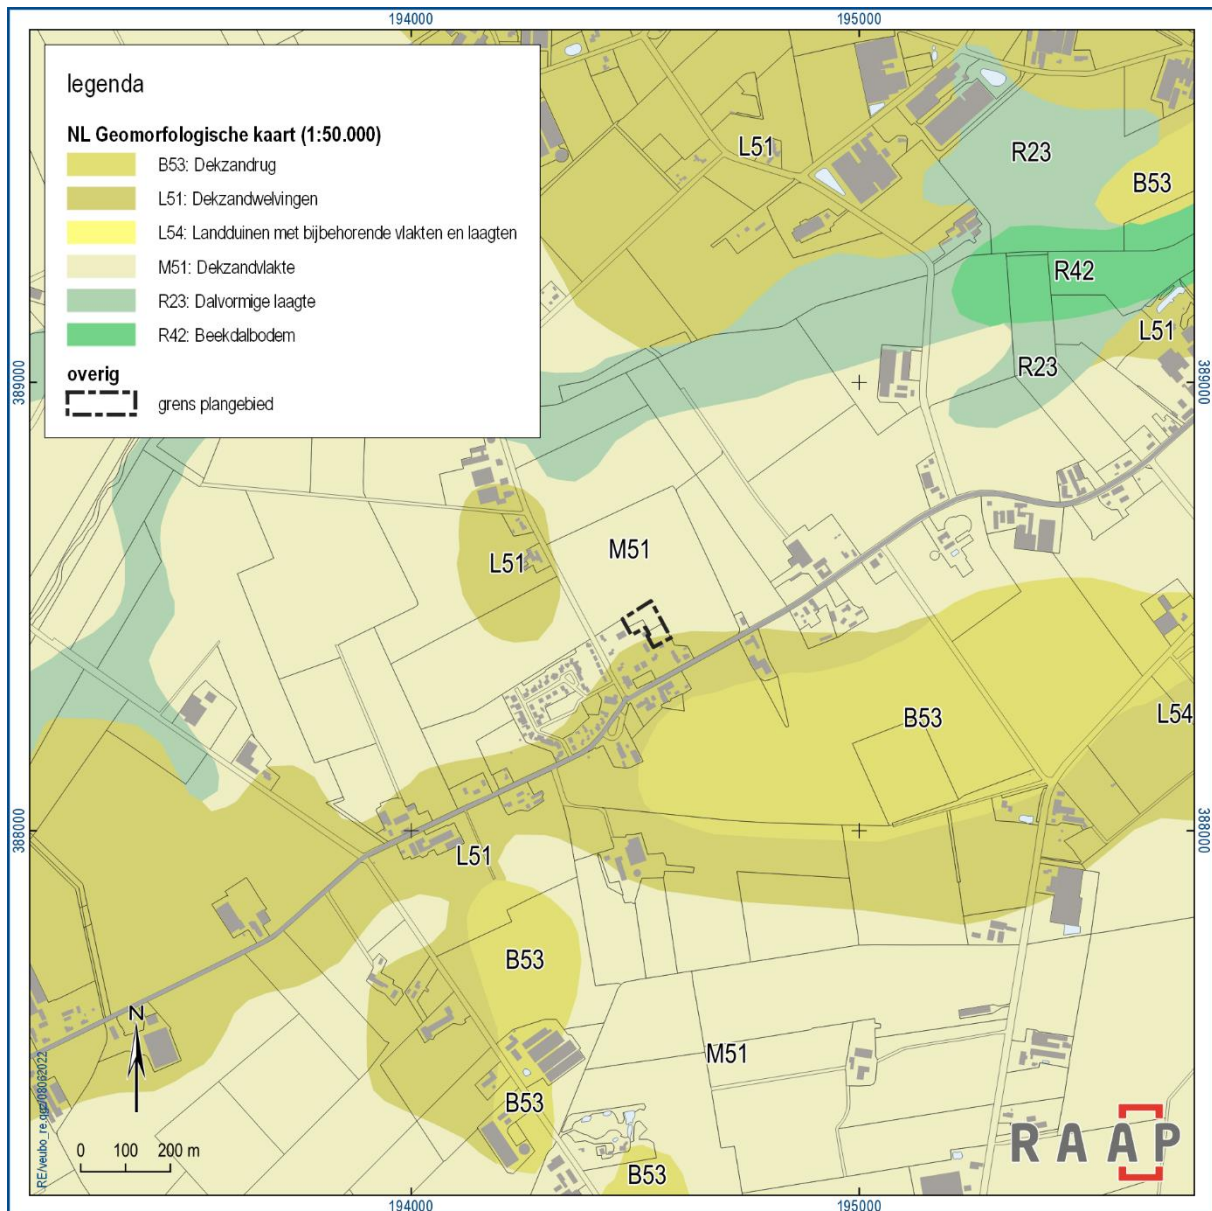 194000
195000
legenda
NL Geomorfologische kaart (1:50.000)
B53: Dekzandrug
L51: Dekzandwelvingen
L54: Landduinen met bijbehorende vlakten en laagten
M51: Dekzandvlakte
R23: Dalvormige laagte
R42: Beekdalbodem
overig
grens plangebied
L51
R23
B53
R42
L51
R23
389000
389000
L51
M51
B53
L54
388000
388000
L51
B53
M51
B53
B53
N
0 100 200 m
RAAP
194000
195000